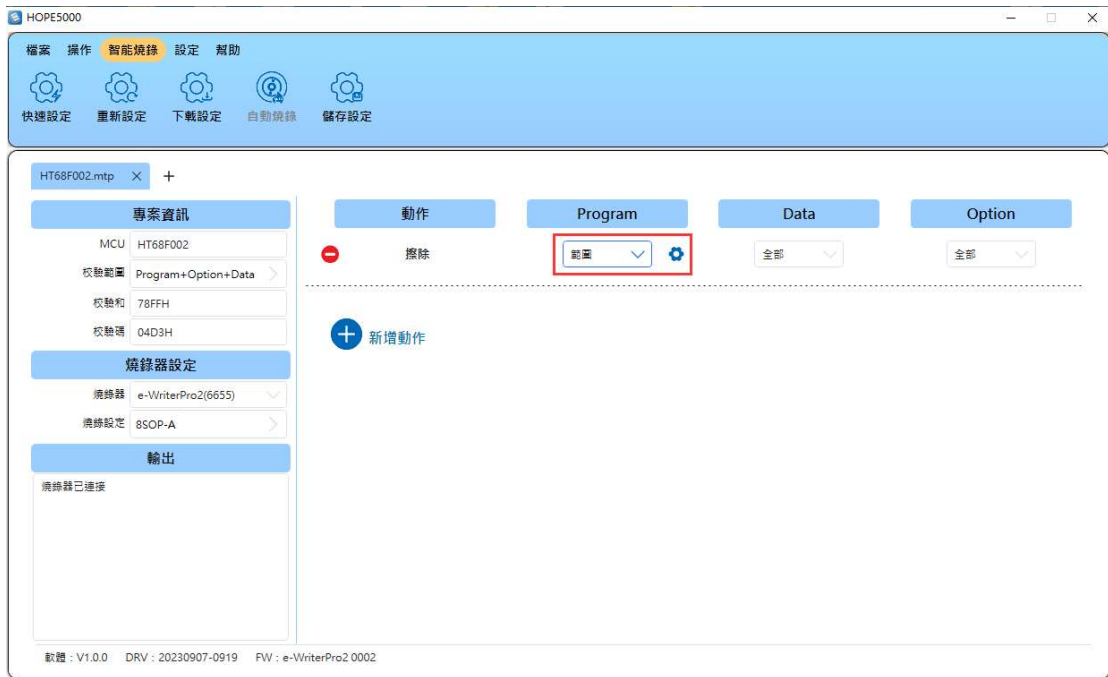 HOPE5000
檔案 操作 智能燒錄 設定 幫助
快速設定 重新設定 下載設定 自動燒錄 儲存設定
HT68F002.mtp
專案資訊
MCU HT68F002
校驗範圍 Program+Option+Data
校驗和 78FFH
校驗碼 04D3H
燒錄器設定
燒錄器 e-WriterPro2(6655)
燒錄設定 8SOP-A
輸出
燒錄器已連接
動作 Program Data Option
擦除 範圍 全部 全部
新增動作
軟體：V1.0.0 DRV：20230907-0919 FW：e-WriterPro2 0002